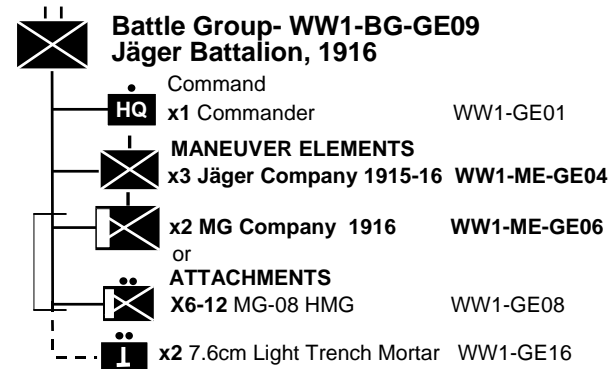 Battle Group- WW1-BG-GE09
Jäger Battalion, 1916
Command
HQ x1 Commander WW1-GE01
MANEUVER ELEMENTS
x3 Jäger Company 1915-16 WW1-ME-GE04
x2 MG Company 1916 WW1-ME-GE06
or
ATTACHMENTS
X6-12 MG-08 HMG WW1-GE08
x2 7.6cm Light Trench Mortar WW1-GE16